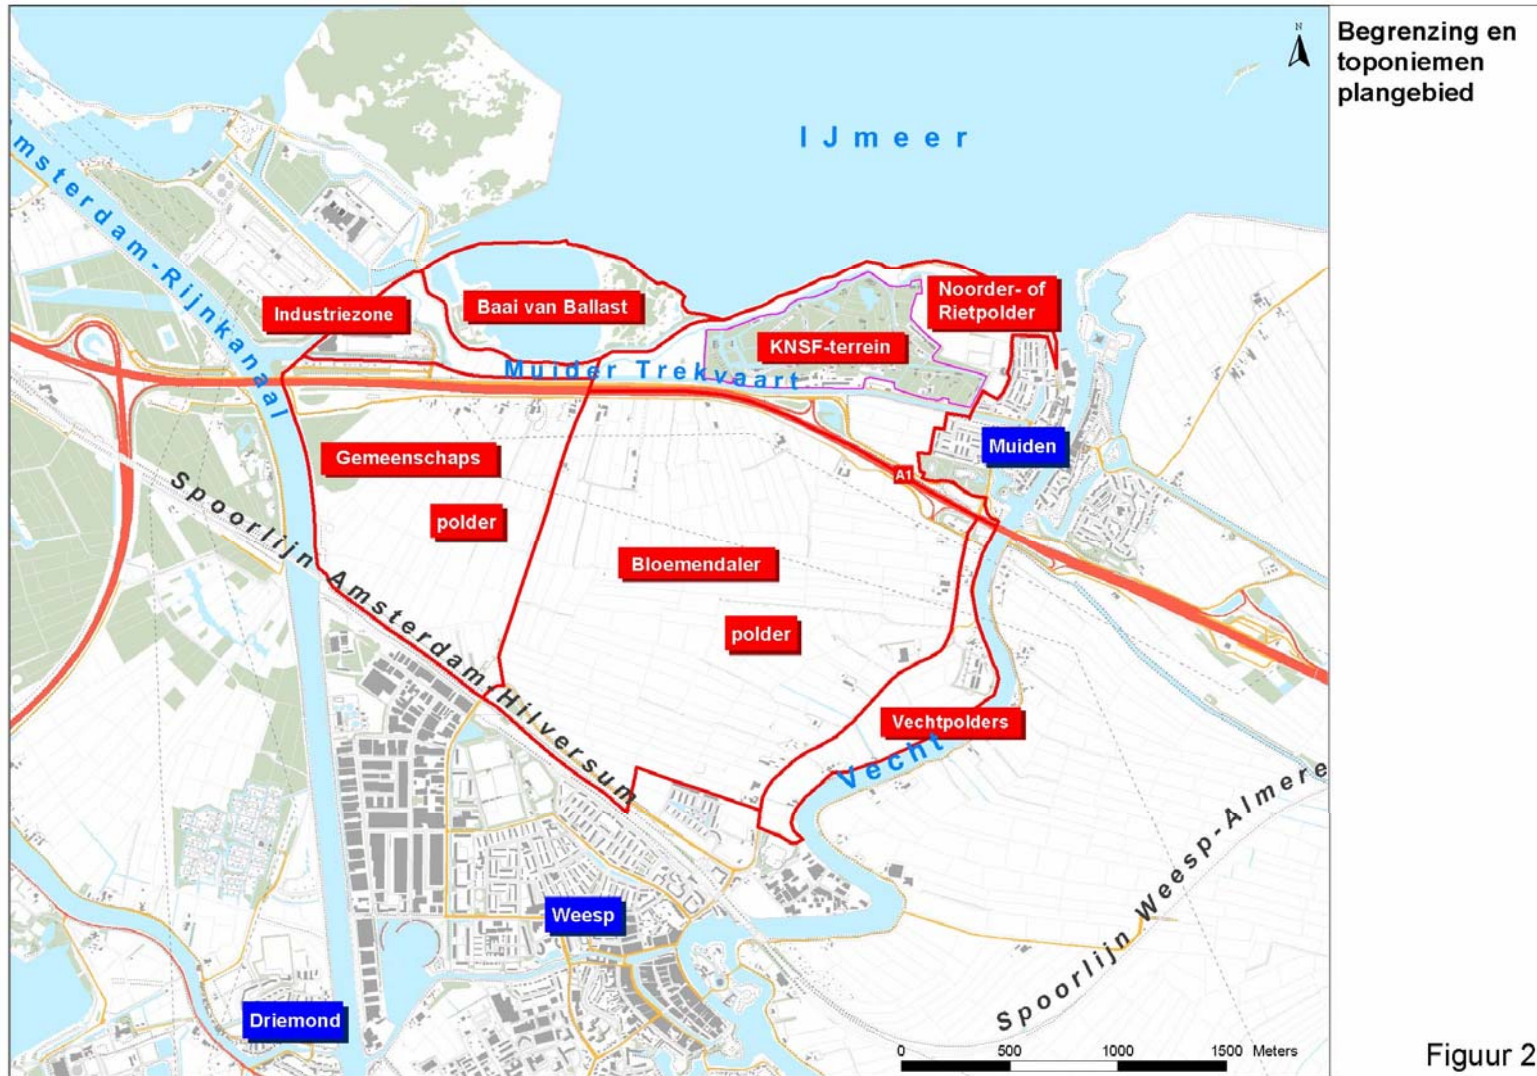 Begrenzing en
toponiemen
plangebied
N
IJmeer
msterdam-Rijnkanaal
Industriezone
Baai van Ballast
Noorder- of
Rietpolder
KNSF-terrein
Muider Trekvaart
Muiden
Gemeenschaps
polder
A1
Spoorlijn Amsterdam-Hilversum
Bloemendaler
polder
Vechtpolders
Vecht
Spoorlijn Weesp-Almere
Weesp
Driemond
0 500 1000 1500 Meters
Figuur 2